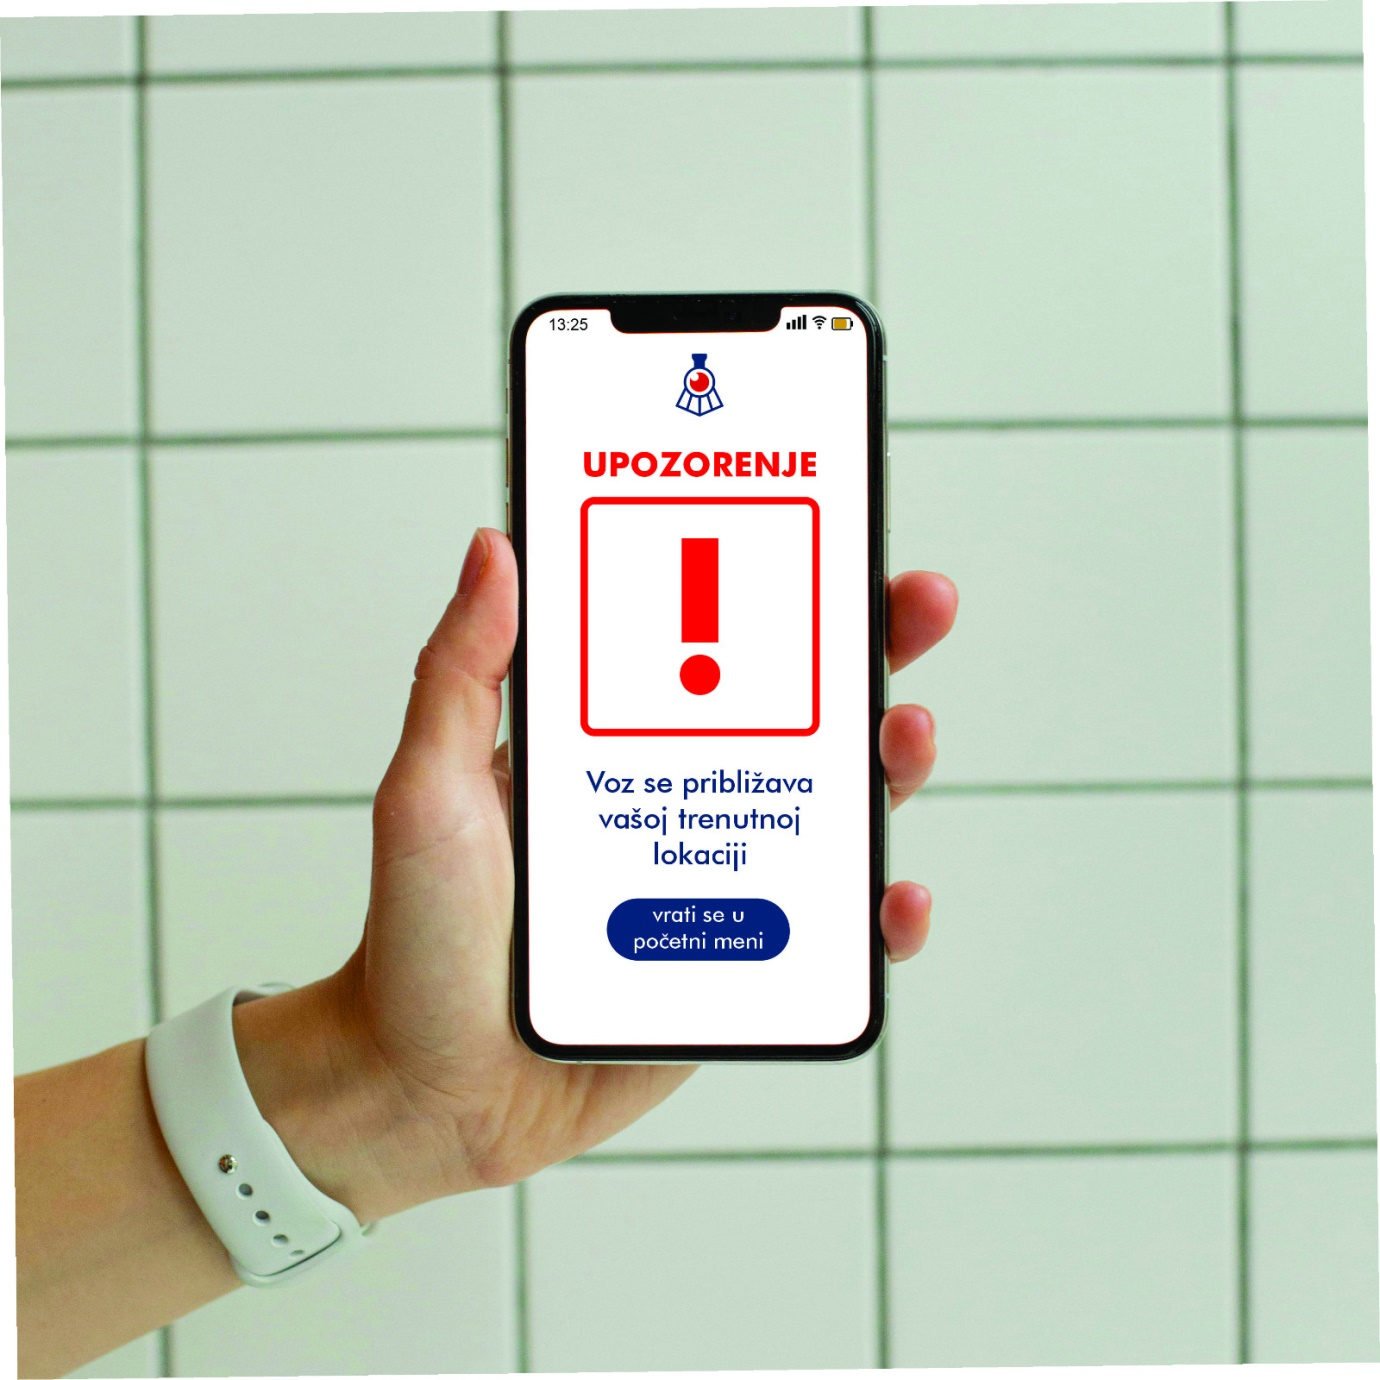 13:25
UPOZORENJE
!
Voz se približava
vašoj trenutnoj
lokaciji
vrati se u
početni meni